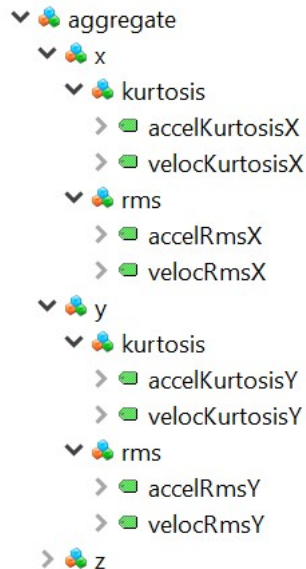 aggregate
x
kurtosis
accelKurtosisX
velocKurtosisX
rms
accelRmsX
velocRmsX
y
kurtosis
accelKurtosisY
velocKurtosisY
rms
accelRmsY
velocRmsY
z